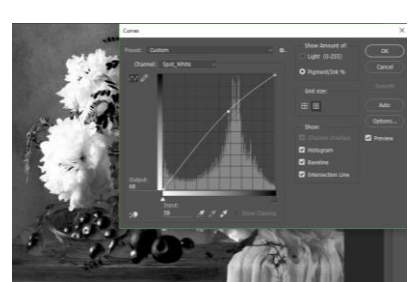 Curves
Preset: Custom
Channel: Spot_White
Output:
Input:
Show Clipping
Show Amount of:
Light (0-255)
Pigment/Ink %
Grid size:
Show:
Channel Overlays
Histogram
Baseline
Intersection Line
OK
Cancel
Smooth
Auto
Options...
Preview